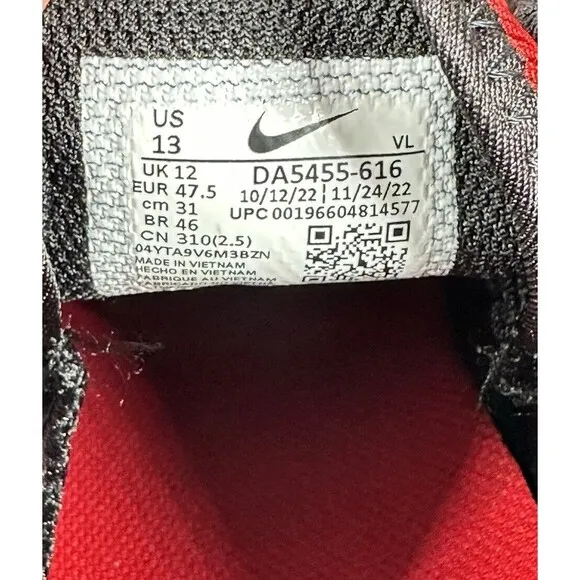 US
13
VL
UK 12
EUR 47.5
cm 31
BR 46
CN 310(2.5)
04YTA9V6M3BZN
DA5455-616
10/12/22 | 11/24/22
UPC 00196604814577
MADE IN VIETNAM
HECHO EN VIETNAM
FABRIQUE AU VIETNAM